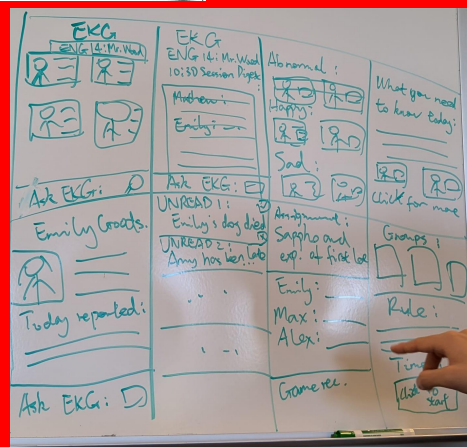 EKG
ENG 14: Mr. Wood
Ask EKG:
Emily Goods.
Today reported:
Ask EKG:
EKG
ENG 14: Mr. Wood
10:30 Session Digest
Matthew:
Emily:
Ask EKG:
UNREAD 1:
Emily's dog died
UNREAD 2:
Amy has been
Abnormal:
Happy:
Sad:
Assignment:
Sappho and
exp. at first
Emily:
Max:
Alex:
Game rec.
What you need
to know today:
Click for more
Groups:
Rule:
Click to
start